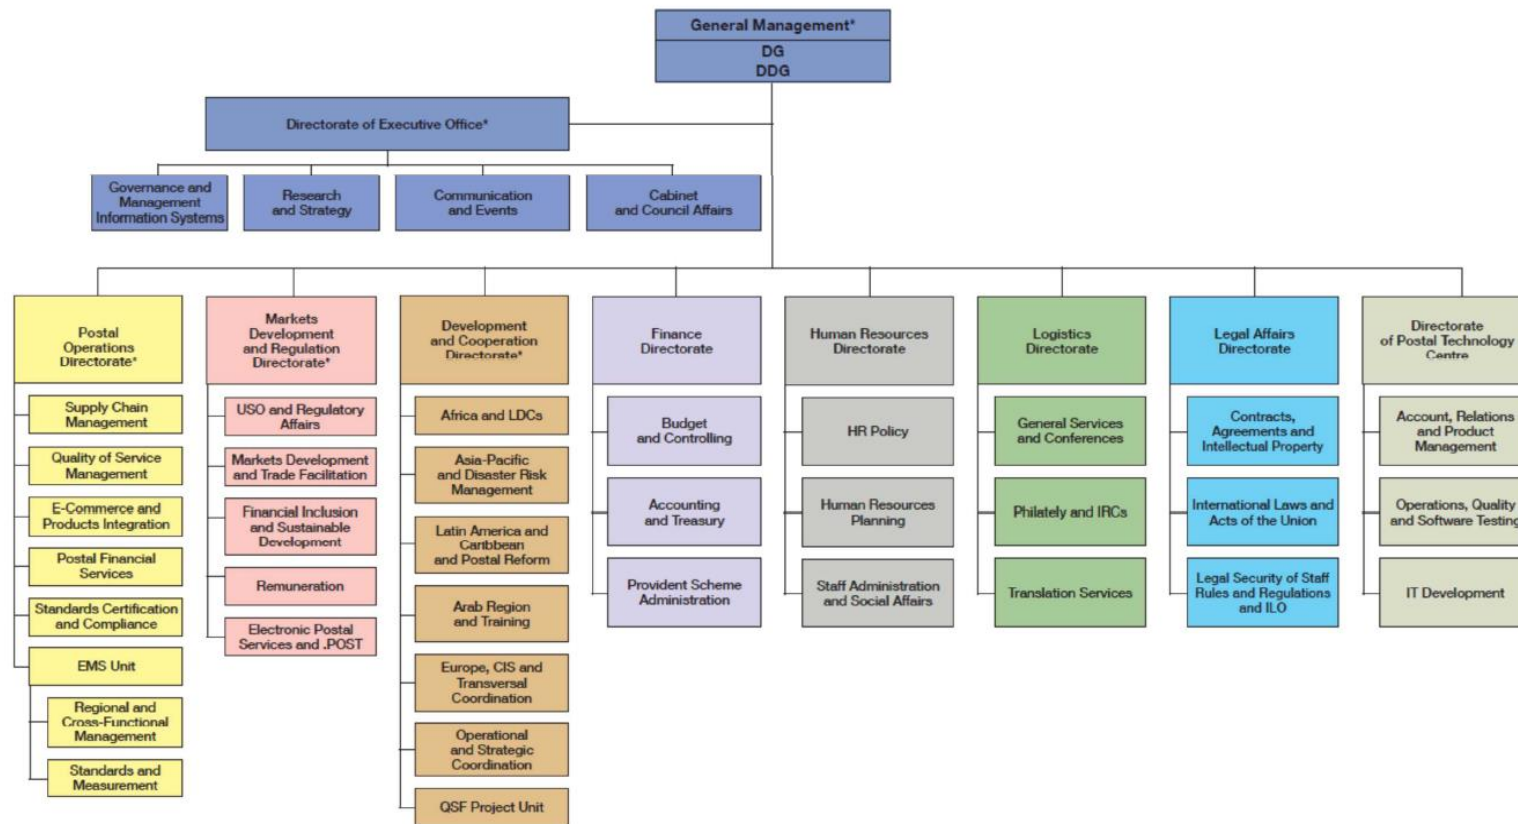 General Management*
DG
DDG
Directorate of Executive Office*
Governance and
Management
Information Systems
Research
and Strategy
Communication
and Events
Cabinet
and Council Affairs
Postal
Operations
Directorate*
Supply Chain
Management
Quality of Service
Management
E-Commerce and
Products Integration
Postal Financial
Services
Standards Certification
and Compliance
EMS Unit
Regional and
Cross-Functional
Management
Standards and
Measurement
Markets
Development
and Regulation
Directorate*
USO and Regulatory
Affairs
Markets Development
and Trade Facilitation
Financial Inclusion
and Sustainable
Development
Remuneration
Electronic Postal
Services and .POST
Development
and Cooperation
Directorate*
Africa and LDCs
Asia-Pacific
and Disaster Risk
Management
Latin America and
Caribbean
and Postal Reform
Arab Region
and Training
Europe, CIS and
Transversal
Coordination
Operational
and Strategic
Coordination
QSF Project Unit
Finance
Directorate
Budget
and Controlling
Accounting
and Treasury
Provident Scheme
Administration
Human Resources
Directorate
HR Policy
Human Resources
Planning
Staff Administration
and Social Affairs
Logistics
Directorate
General Services
and Conferences
Philately and IRCs
Translation Services
Legal Affairs
Directorate
Contracts,
Agreements and
Intellectual Property
International Laws and
Acts of the Union
Legal Security of Staff
Rules and Regulations
and ILO
Directorate
of Postal Technology
Centre
Account, Relations
and Product
Management
Operations, Quality
and Software Testing
IT Development